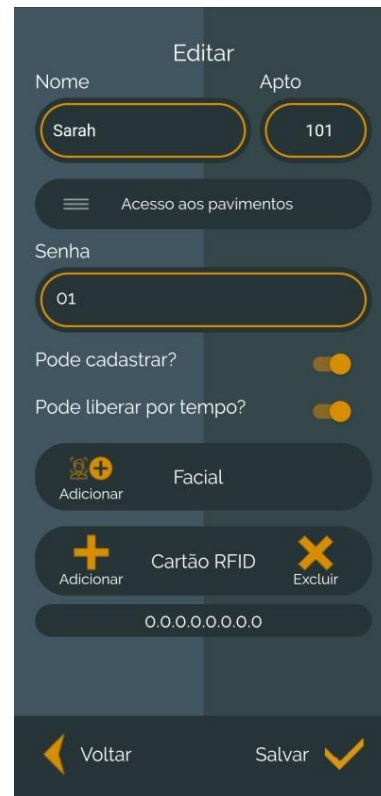 Editar
Nome Apto
Sarah 101
Acesso aos pavimentos
Senha
01
Pode cadastrar?
Pode liberar por tempo?
Facial
Adicionar
Cartão RFID
Adicionar Excluir
0.0.0.0.0.0.0.0
Voltar Salvar